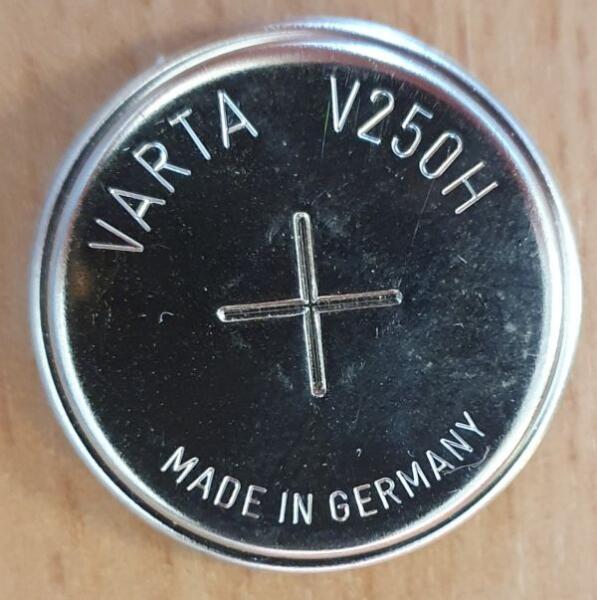 VARTA V250H
+
MADE IN GERMANY